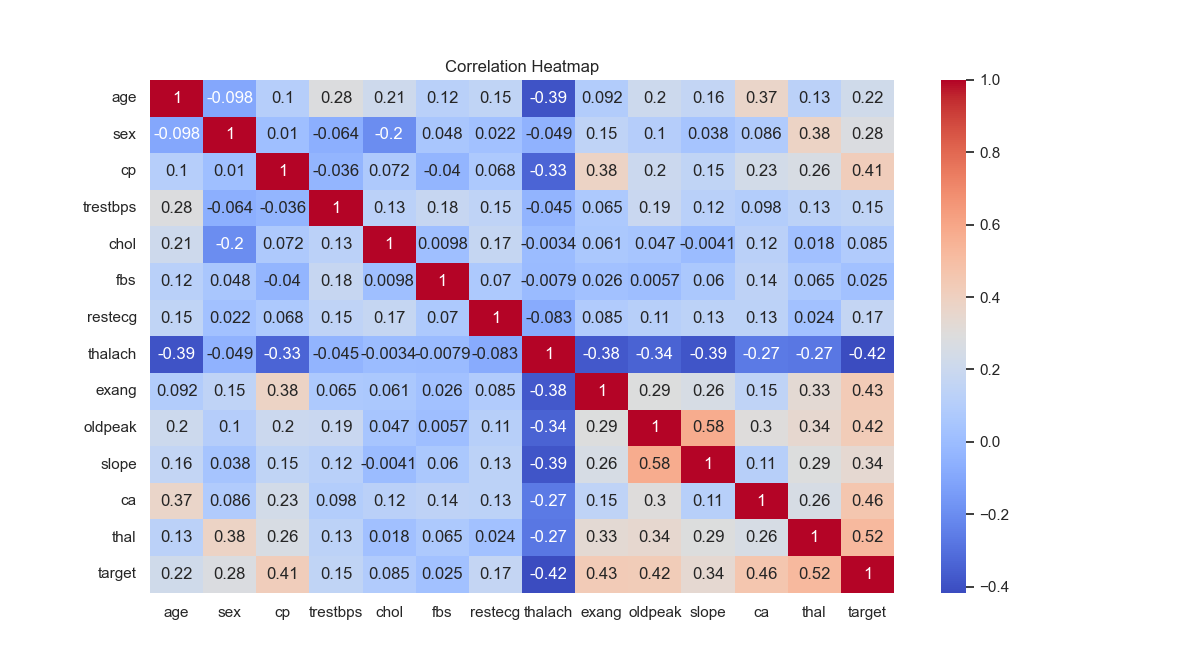 Correlation Heatmap
age 1 -0.098 0.1 0.28 0.21 0.12 0.15 -0.39 0.092 0.2 0.16 0.37 0.13 0.22 1.0
sex -0.098 1 0.01 -0.064 -0.2 0.048 0.022 -0.049 0.15 0.1 0.038 0.086 0.38 0.28
0.8
cp 0.1 0.01 1 -0.036 0.072 -0.04 0.068 -0.33 0.38 0.2 0.15 0.23 0.26 0.41
trestbps 0.28 -0.064 -0.036 1 0.13 0.18 0.15 -0.045 0.065 0.19 0.12 0.098 0.13 0.15
0.6
chol 0.21 -0.2 0.072 0.13 1 0.0098 0.17 -0.0034 0.061 0.047 -0.0041 0.12 0.018 0.085
fbs 0.12 0.048 -0.04 0.18 0.0098 1 0.07 -0.0079 0.026 0.0057 0.06 0.14 0.065 0.025
0.4
restecg 0.15 0.022 0.068 0.15 0.17 0.07 1 -0.083 0.085 0.11 0.13 0.13 0.024 0.17
thalach -0.39 -0.049 -0.33 -0.045 -0.0034 -0.0079 -0.083 1 -0.38 -0.34 -0.39 -0.27 -0.27 -0.42
0.2
exang 0.092 0.15 0.38 0.065 0.061 0.026 0.085 -0.38 1 0.29 0.26 0.15 0.33 0.43
oldpeak 0.2 0.1 0.2 0.19 0.047 0.0057 0.11 -0.34 0.29 1 0.58 0.3 0.34 0.42
0.0
slope 0.16 0.038 0.15 0.12 -0.0041 0.06 0.13 -0.39 0.26 0.58 1 0.11 0.29 0.34
ca 0.37 0.086 0.23 0.098 0.12 0.14 0.13 -0.27 0.15 0.3 0.11 1 0.26 0.46
−0.2
thal 0.13 0.38 0.26 0.13 0.018 0.065 0.024 -0.27 0.33 0.34 0.29 0.26 1 0.52
target 0.22 0.28 0.41 0.15 0.085 0.025 0.17 -0.42 0.43 0.42 0.34 0.46 0.52 1
−0.4
age sex cp trestbps chol fbs restecg thalach exang oldpeak slope ca thal target